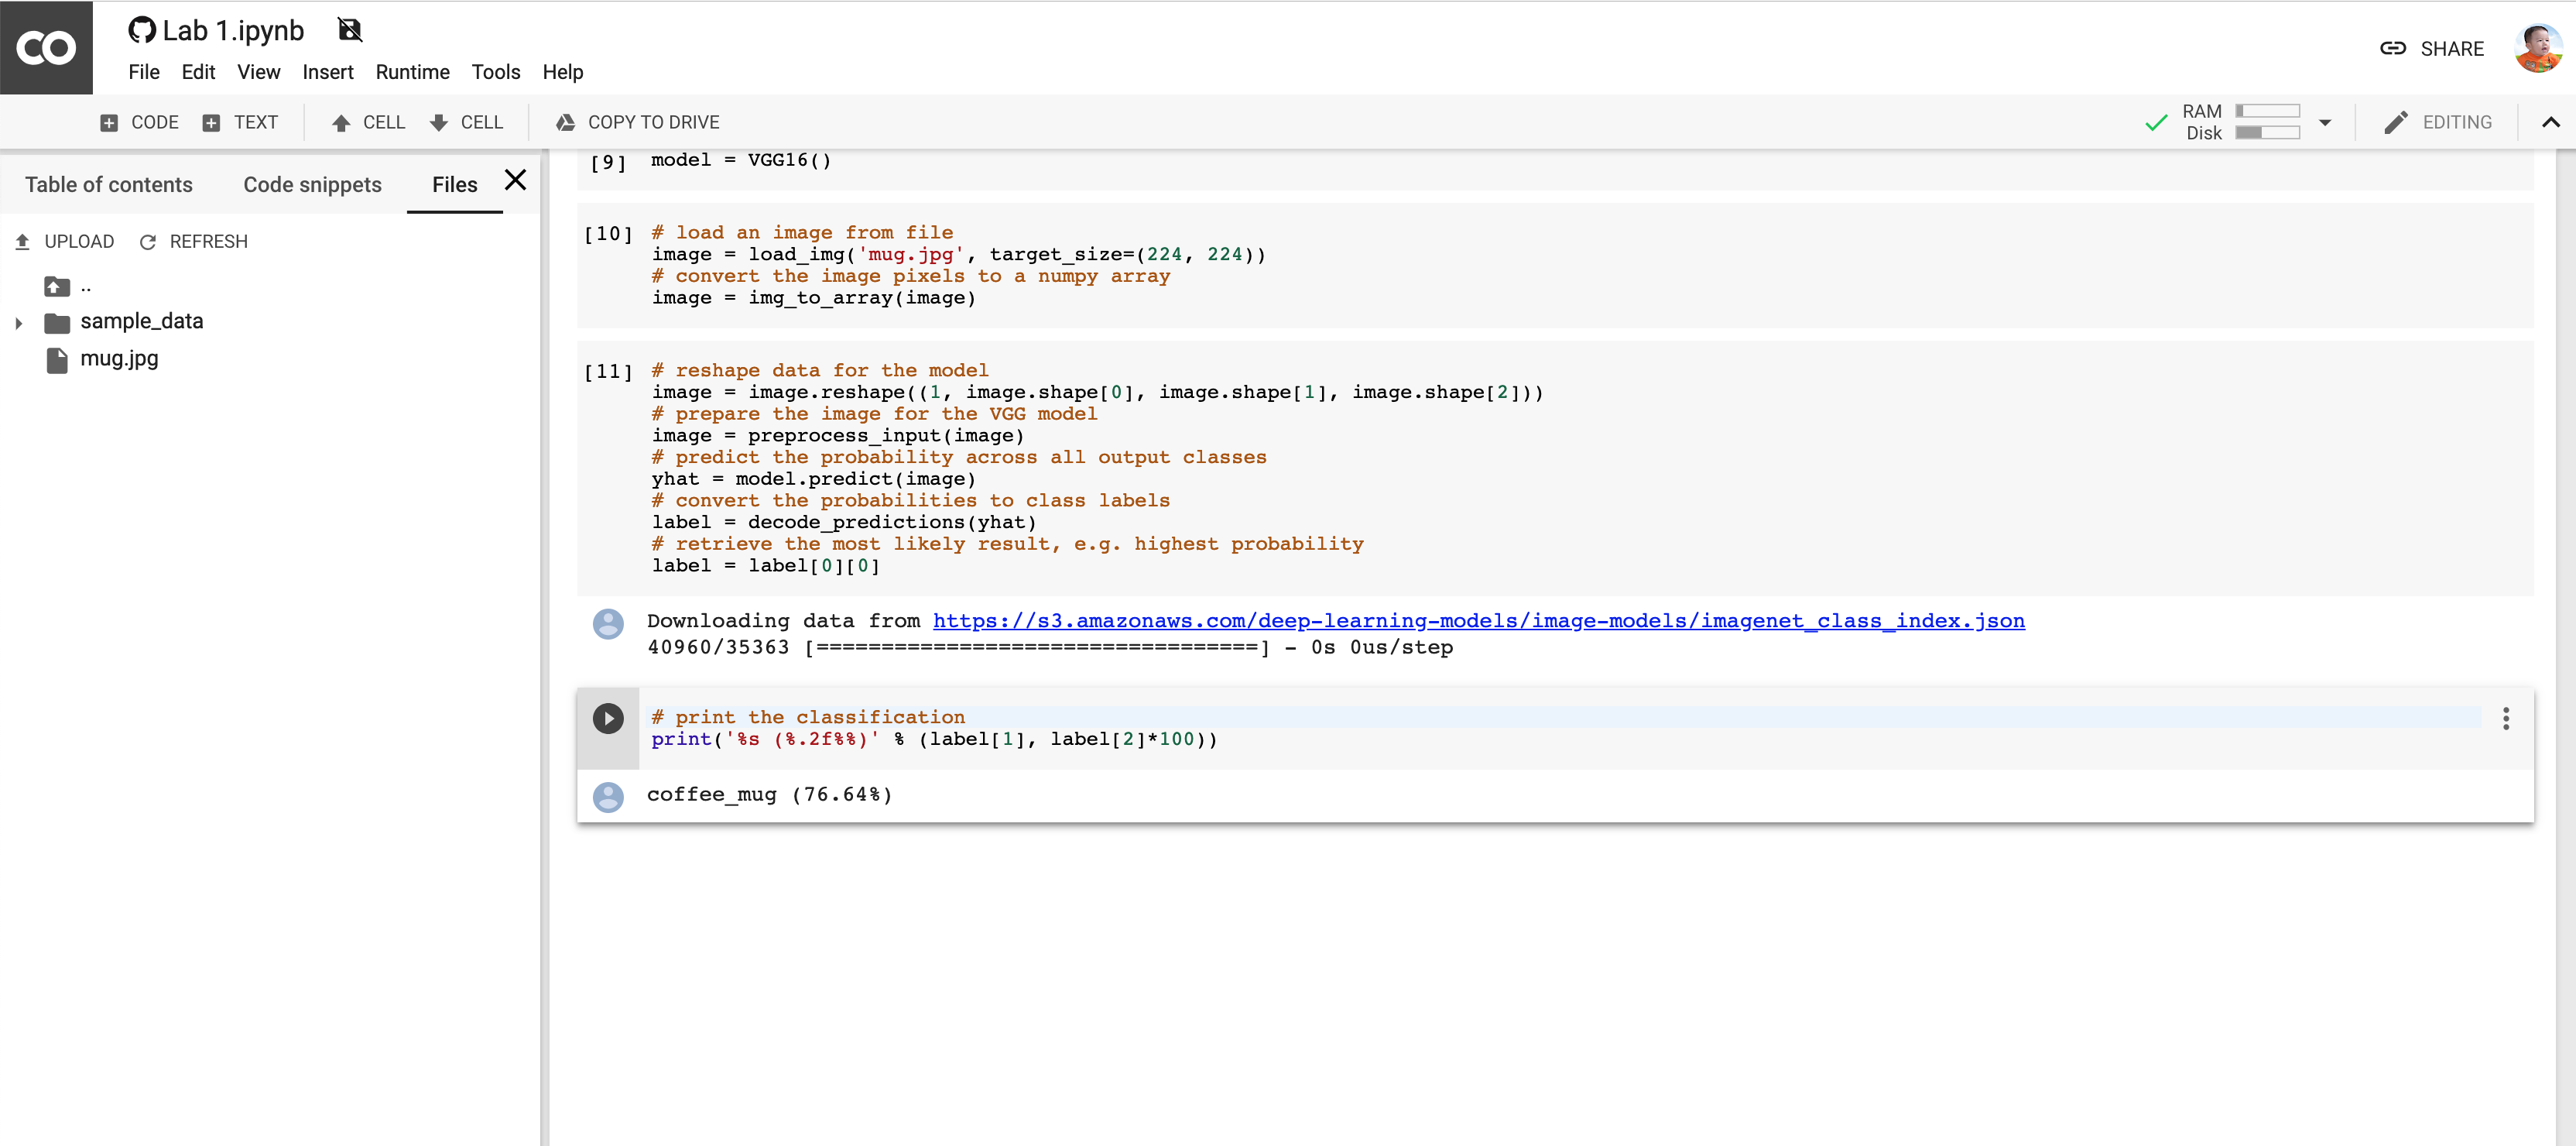 CO
Lab 1.ipynb
File Edit View Insert Runtime Tools Help
SHARE
CODE TEXT CELL CELL COPY TO DRIVE
RAM
Disk
EDITING
Table of contents Code snippets Files
UPLOAD REFRESH
..
sample_data
mug.jpg
[9] model = VGG16()
[10] # load an image from file
image = load_img('mug.jpg', target_size=(224, 224))
# convert the image pixels to a numpy array
image = img_to_array(image)
[11] # reshape data for the model
image = image.reshape((1, image.shape[0], image.shape[1], image.shape[2]))
# prepare the image for the VGG model
image = preprocess_input(image)
# predict the probability across all output classes
yhat = model.predict(image)
# convert the probabilities to class labels
label = decode_predictions(yhat)
# retrieve the most likely result, e.g. highest probability
label = label[0][0]
Downloading data from https://s3.amazonaws.com/deep-learning-models/image-models/imagenet_class_index.json
40960/35363 [==================================] - 0s 0us/step
# print the classification
print('%s (%.2f%%)' % (label[1], label[2]*100))
coffee_mug (76.64%)